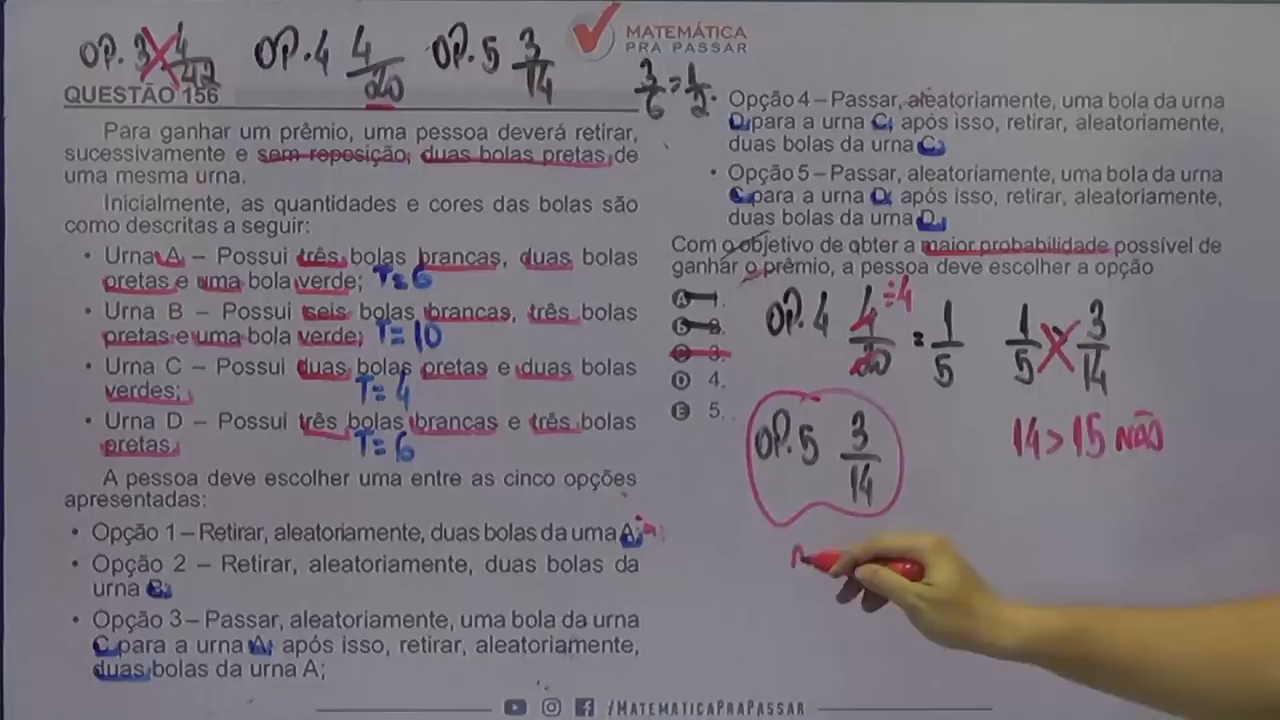 OP. 3 4/42 OP. 4 4/20 OP. 5 3/14
MATEMÁTICA
PRA PASSAR
QUESTÃO 156
Para ganhar um prêmio, uma pessoa deverá retirar,
sucessivamente e sem reposição, duas bolas pretas de
uma mesma urna.
Inicialmente, as quantidades e cores das bolas são
como descritas a seguir:
• Urna A – Possui três bolas brancas, duas bolas
pretas e uma bola verde; T=6
• Urna B – Possui seis bolas brancas, três bolas
pretas e uma bola verde; T=10
• Urna C – Possui duas bolas pretas e duas bolas
verdes; T=4
• Urna D – Possui três bolas brancas e três bolas
pretas. T=6
A pessoa deve escolher uma entre as cinco opções
apresentadas:
• Opção 1 – Retirar, aleatoriamente, duas bolas da urna A;
• Opção 2 – Retirar, aleatoriamente, duas bolas da
urna B;
• Opção 3 – Passar, aleatoriamente, uma bola da urna
C para a urna A; após isso, retirar, aleatoriamente,
duas bolas da urna A;
3/6 = 1/2
• Opção 4 – Passar, aleatoriamente, uma bola da urna
D para a urna C; após isso, retirar, aleatoriamente,
duas bolas da urna C;
• Opção 5 – Passar, aleatoriamente, uma bola da urna
C para a urna D; após isso, retirar, aleatoriamente,
duas bolas da urna D.
Com o objetivo de obter a maior probabilidade possível de
ganhar o prêmio, a pessoa deve escolher a opção
A 1.
B 2.
C 3.
D 4.
E 5.
OP. 4 4/20 ÷4 = 1/5 1/5 3/14
OP. 5 3/14
14 > 15 NÃO
/MATEMATICAPRAPASSAR